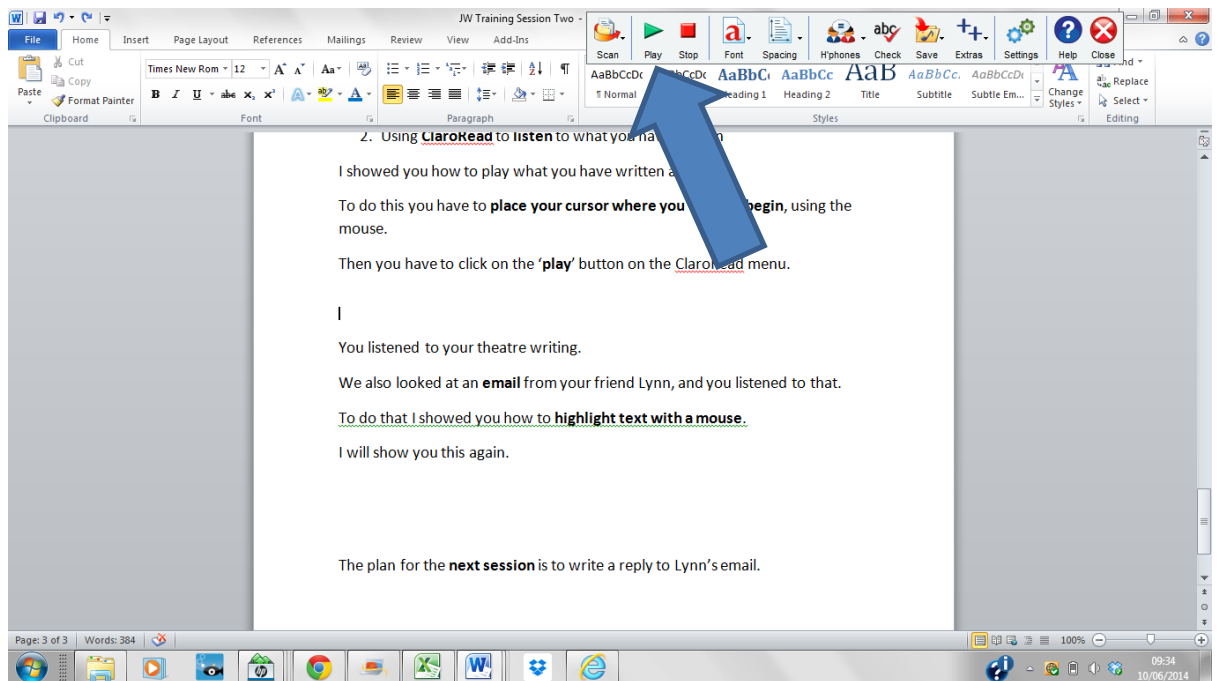 JW Training Session Two -
File Home Insert Page Layout References Mailings Review View Add-Ins
Scan Play Stop Font Spacing H'phones Check Save Extras Settings Help Close
Paste
Cut
Copy
Format Painter
Clipboard
Times New Rom 12
Font
Paragraph
AaBbCcDc AaBbC AaBbCc AaB AaBbCc. AaBbCcDi
¶ Normal Heading 2 Title Subtitle Subtle Em...
Change Styles
Styles
Replace
Select
Editing
2. Using ClaroRead to listen to what you
I showed you how to play what you have written
To do this you have to place your cursor where you begin, using the
mouse.
Then you have to click on the ‘play’ button on the ClaroRead menu.
You listened to your theatre writing.
We also looked at an email from your friend Lynn, and you listened to that.
To do that I showed you how to highlight text with a mouse.
I will show you this again.
The plan for the next session is to write a reply to Lynn’s email.
Page: 3 of 3 Words: 384 100%
09:34
10/06/2014